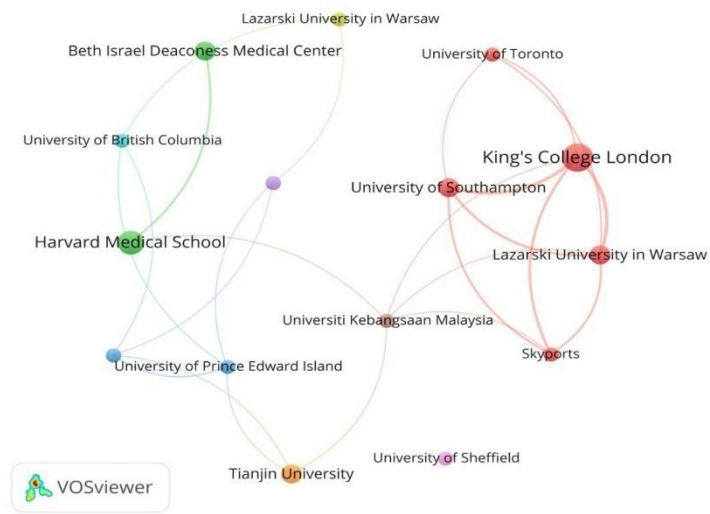 Lazarski University in Warsaw
Beth Israel Deaconess Medical Center
University of Toronto
University of British Columbia
King's College London
University of Southampton
Harvard Medical School
Lazarski University in Warsaw
Universiti Kebangsaan Malaysia
Skyports
University of Prince Edward Island
University of Sheffield
Tianjin University
VOSviewer